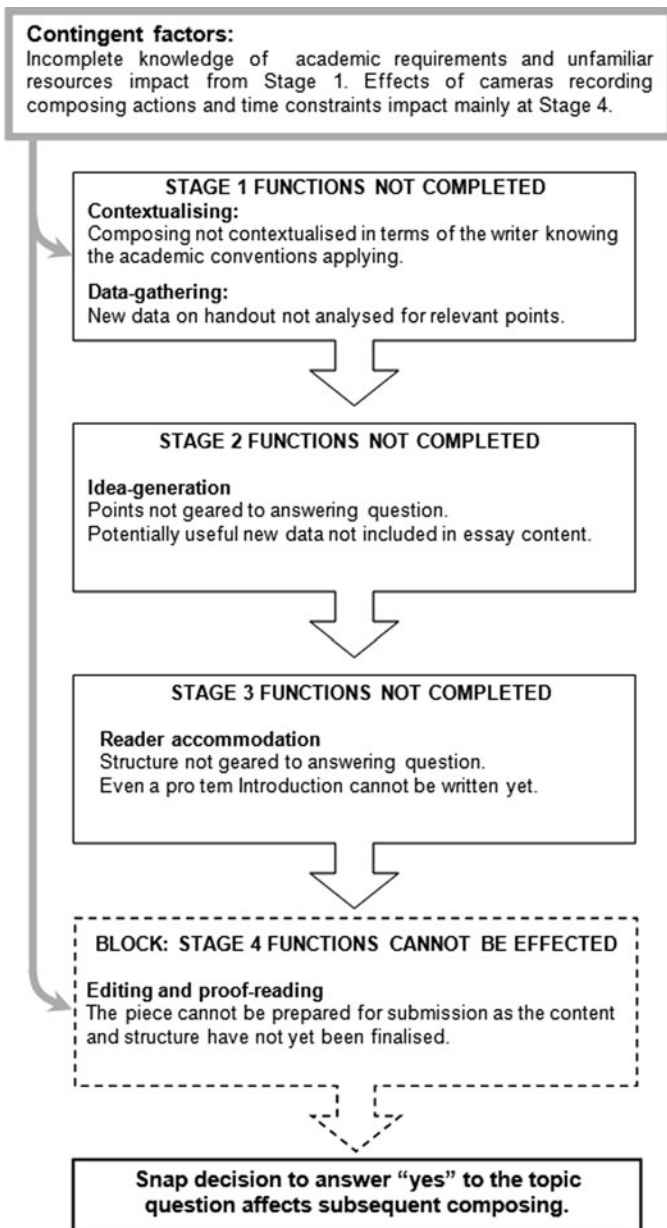 Contingent factors:
Incomplete knowledge of academic requirements and unfamiliar
resources impact from Stage 1. Effects of cameras recording
composing actions and time constraints impact mainly at Stage 4.
STAGE 1 FUNCTIONS NOT COMPLETED
Contextualising:
Composing not contextualised in terms of the writer knowing
the academic conventions applying.
Data-gathering:
New data on handout not analysed for relevant points.
STAGE 2 FUNCTIONS NOT COMPLETED
Idea-generation
Points not geared to answering question.
Potentially useful new data not included in essay content.
STAGE 3 FUNCTIONS NOT COMPLETED
Reader accommodation
Structure not geared to answering question.
Even a pro tem Introduction cannot be written yet.
BLOCK: STAGE 4 FUNCTIONS CANNOT BE EFFECTED
Editing and proof-reading
The piece cannot be prepared for submission as the content
and structure have not yet been finalised.
Snap decision to answer “yes” to the topic
question affects subsequent composing.